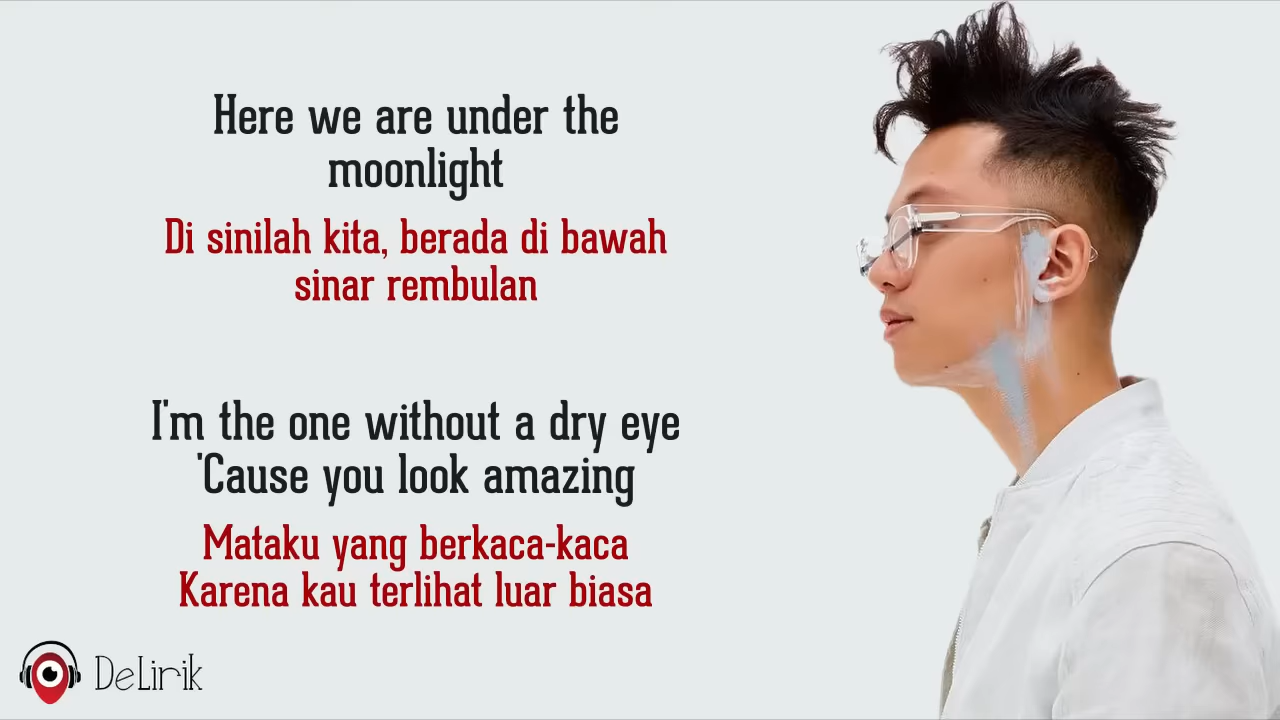 Here we are under the
moonlight
Di sinilah kita, berada di bawah
sinar rembulan
I'm the one without a dry eye
'Cause you look amazing
Mataku yang berkaca-kaca
Karena kau terlihat luar biasa
DeLirik